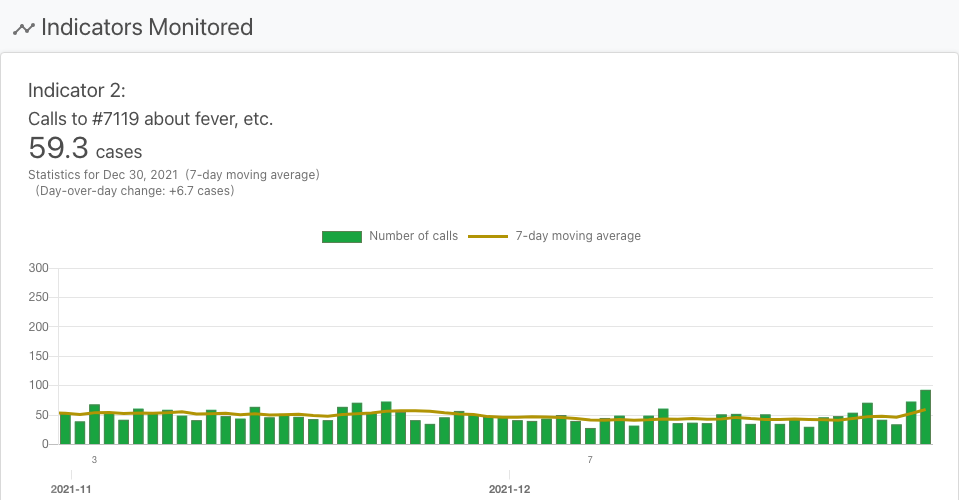 Indicators Monitored
Indicator 2:
Calls to #7119 about fever, etc.
59.3 cases
Statistics for Dec 30, 2021 (7-day moving average)
(Day-over-day change: +6.7 cases)
Number of calls 7-day moving average
300
250
200
150
100
50
0
3 7
2021-11 2021-12